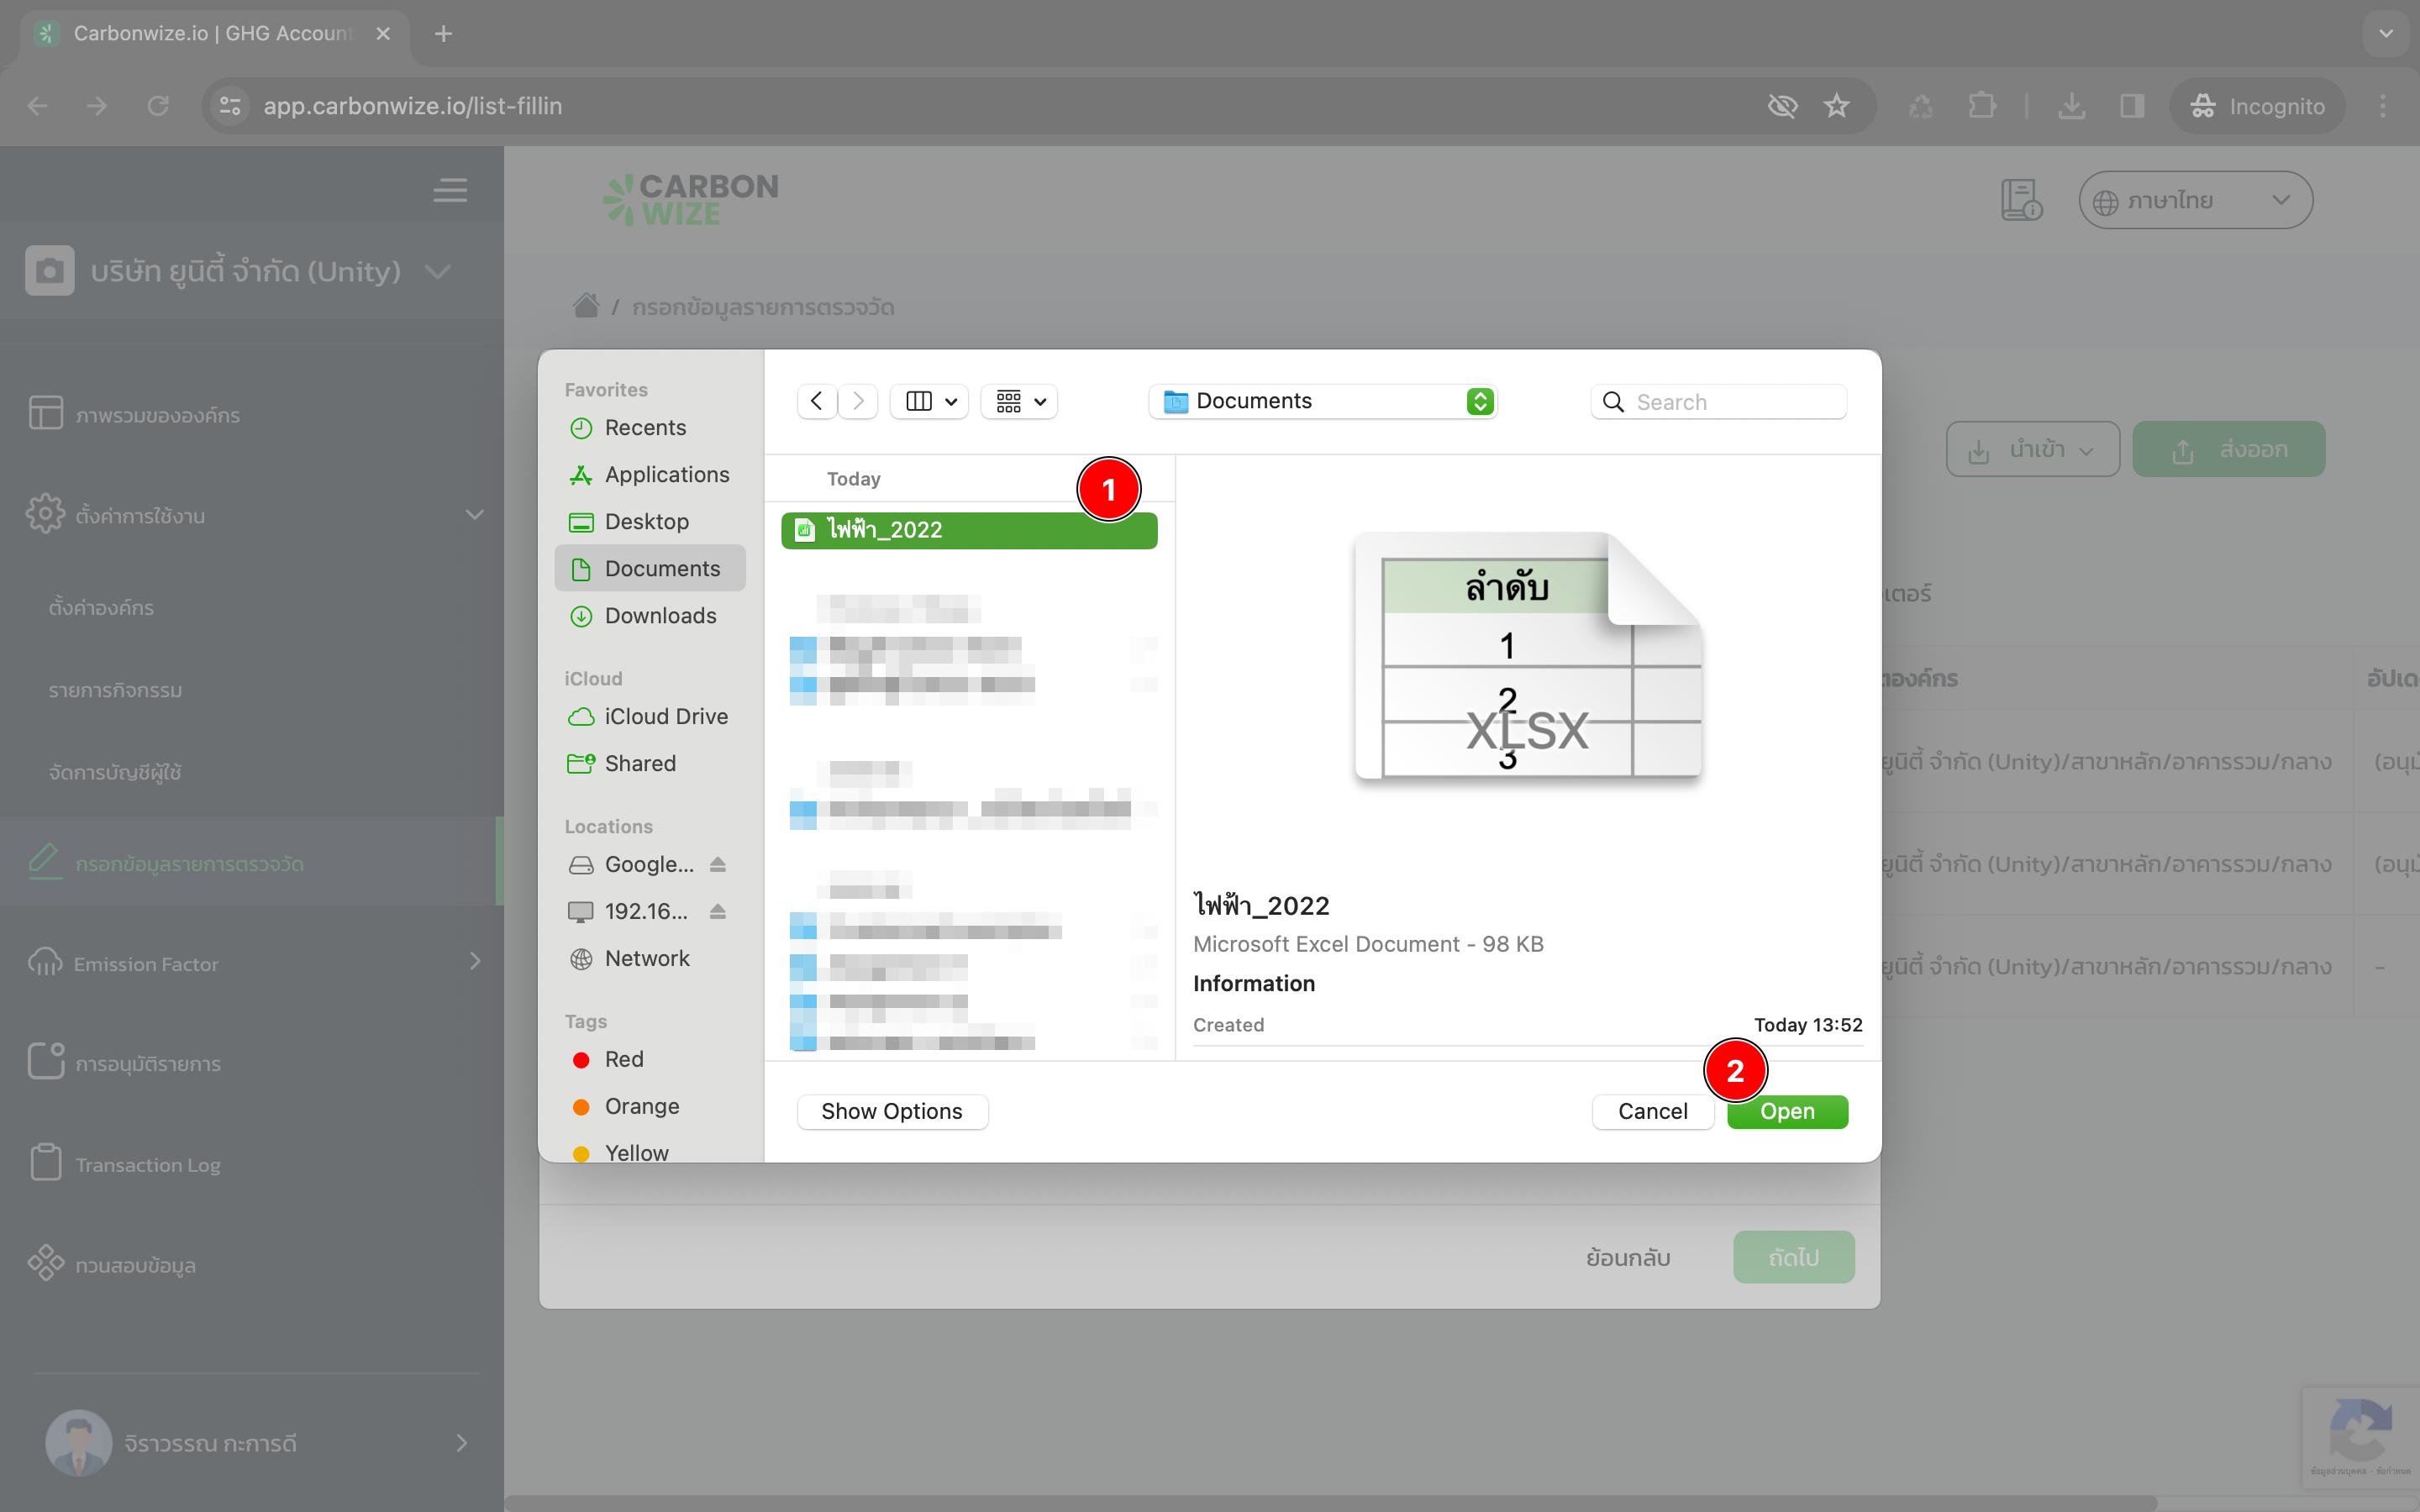 Carbonwize.io | GHG Account
app.carbonwize.io/list-fillin
Incognito
CARBON
WIZE
ภาษาไทย
บริษัท ยูนิตี้ จำกัด (Unity)
/ กรอกข้อมูลรายการตรวจวัด
ภาพรวมขององค์กร
ตั้งค่าการใช้งาน
ตั้งค่าองค์กร
รายการกิจกรรม
จัดการบัญชีผู้ใช้
กรอกข้อมูลรายการตรวจวัด
Emission Factor
การอนุมัติรายการ
Transaction Log
ทวนสอบข้อมูล
จิราวรรณ กะการดี
Favorites
Recents
Applications
Desktop
Documents
Downloads
iCloud
iCloud Drive
Shared
Locations
Google...
192.16...
Network
Tags
Red
Orange
Yellow
Documents
Search
Today
1
ไฟฟ้า_2022
ลำดับ
1
2
XLSX
3
ไฟฟ้า_2022
Microsoft Excel Document - 98 KB
Information
Created
Today 13:52
2
Show Options
Cancel
Open
นำเข้า
ส่งออก
เตอร์
องค์กร
อัปเด
ยูนิตี้ จำกัด (Unity)/สาขาหลัก/อาคารรวม/กลาง
(อนุมั
ยูนิตี้ จำกัด (Unity)/สาขาหลัก/อาคารรวม/กลาง
(อนุมั
ยูนิตี้ จำกัด (Unity)/สาขาหลัก/อาคารรวม/กลาง
-
ย้อนกลับ
ถัดไป
ข้อมูลส่วนบุคคล - ข้อกำหนด